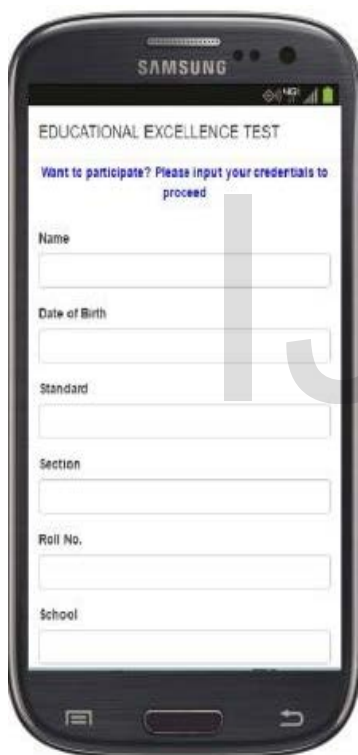 SAMSUNG
4G
EDUCATIONAL EXCELLENCE TEST
Want to participate? Please input your credentials to
proceed
Name
Date of Birth
Standard
Section
Roll No.
School